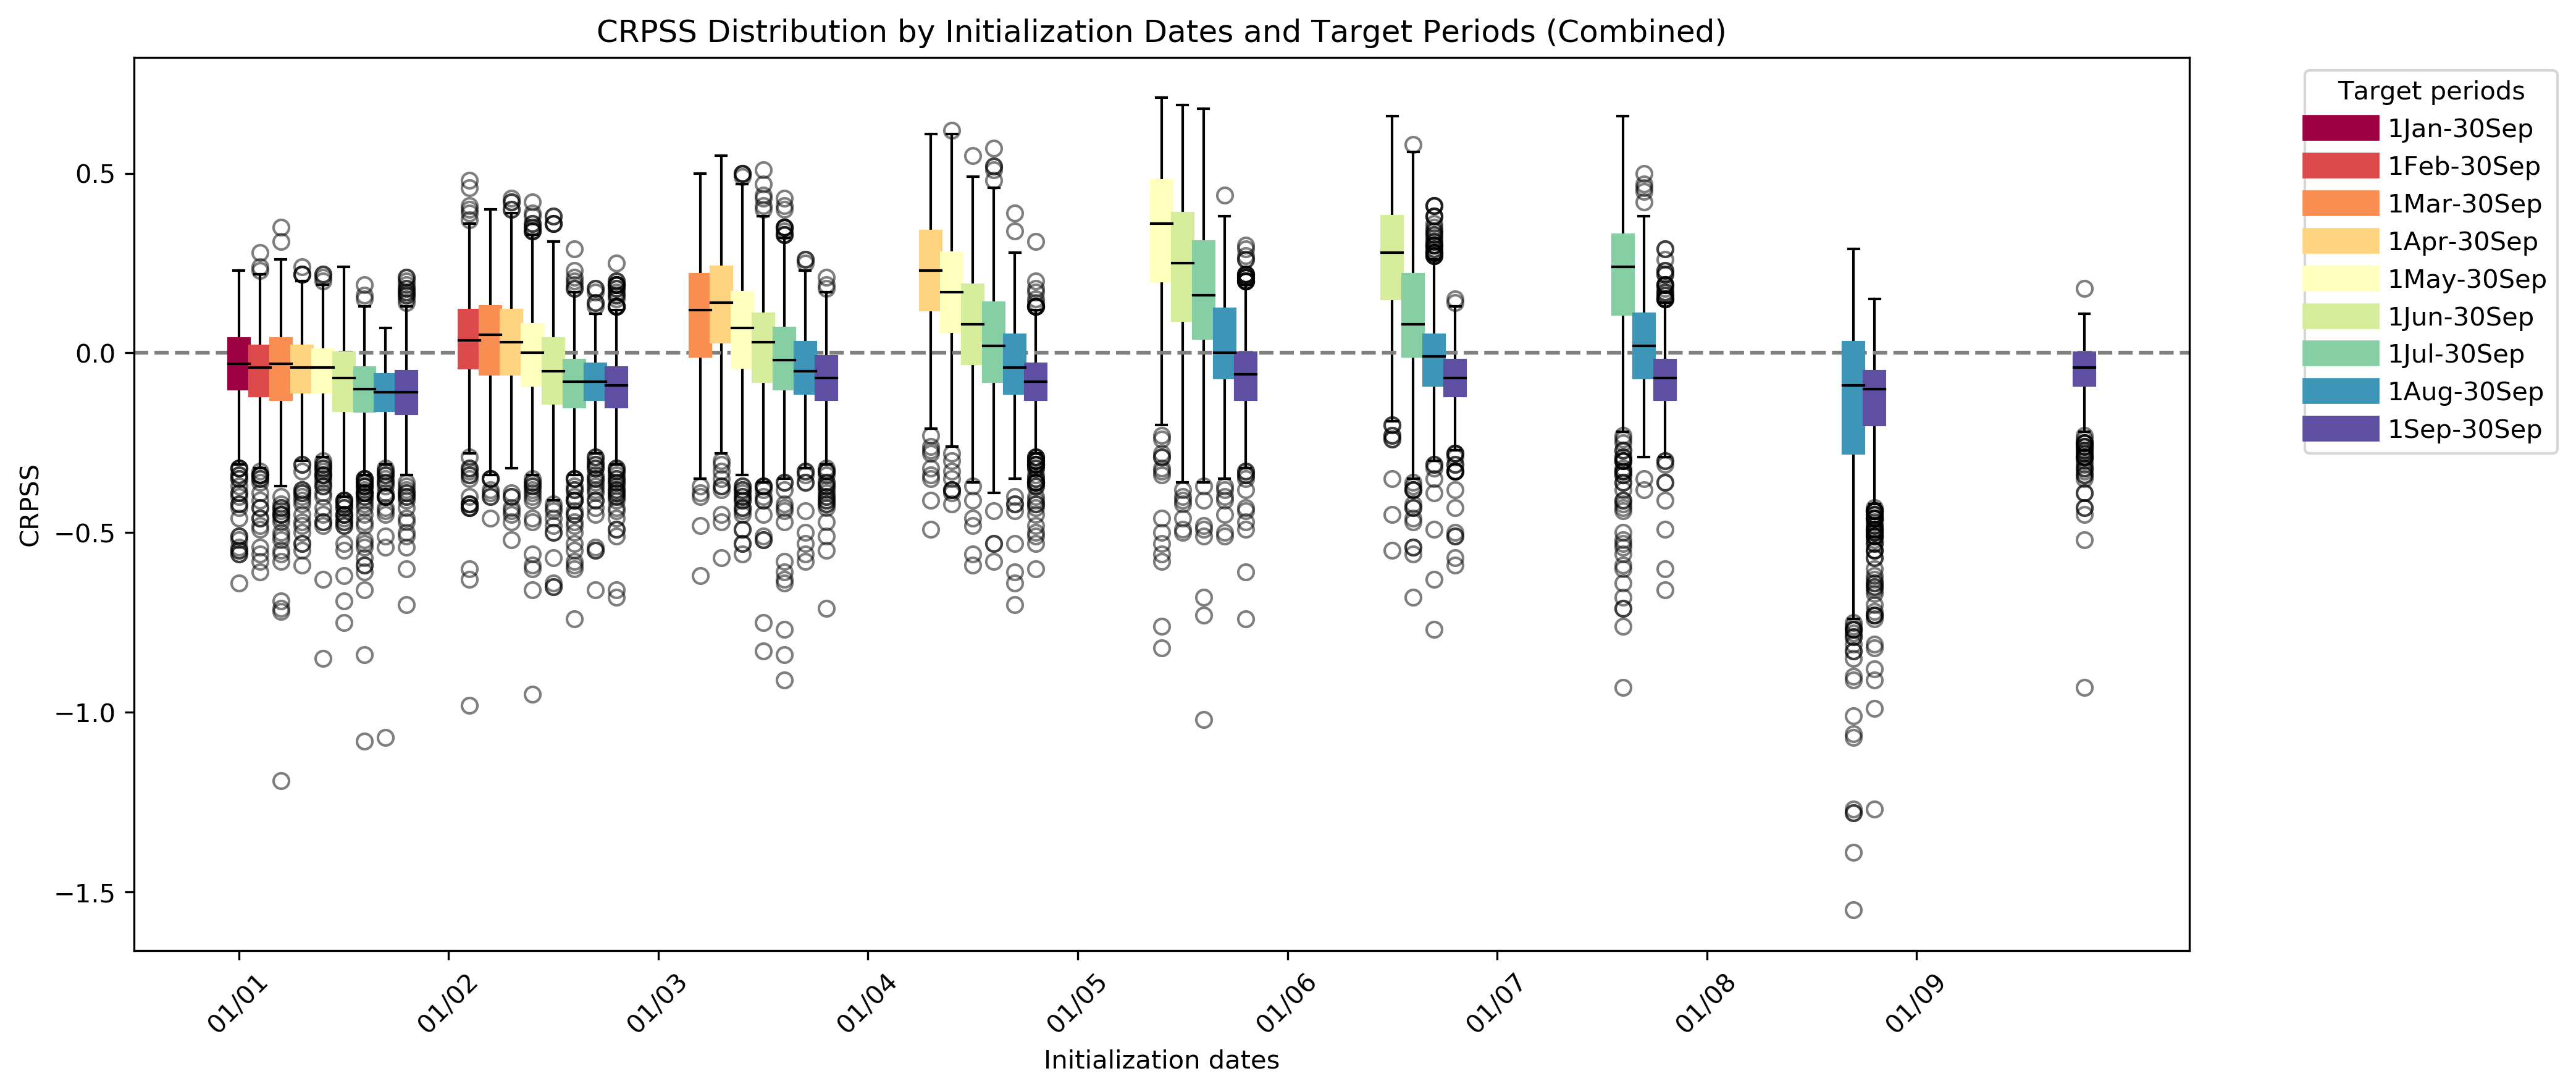 CRPSS Distribution by Initialization Dates and Target Periods (Combined)
Target periods
1Jan-30Sep
1Feb-30Sep
1Mar-30Sep
1Apr-30Sep
1May-30Sep
1Jun-30Sep
1Jul-30Sep
1Aug-30Sep
1Sep-30Sep
CRPSS
0.5
0.0
−0.5
−1.0
−1.5
01/01
01/02
01/03
01/04
01/05
01/06
01/07
01/08
01/09
Initialization dates